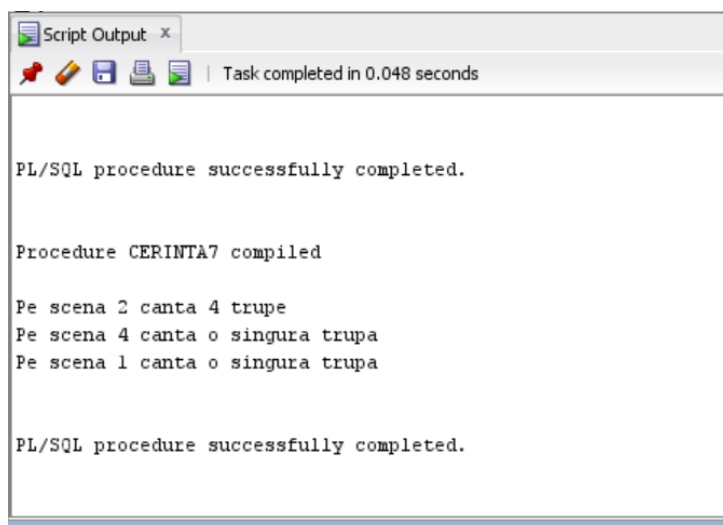 Script Output x
Task completed in 0.048 seconds
PL/SQL procedure successfully completed.
Procedure CERINTA7 compiled
Pe scena 2 canta 4 trupe
Pe scena 4 canta o singura trupa
Pe scena 1 canta o singura trupa
PL/SQL procedure successfully completed.